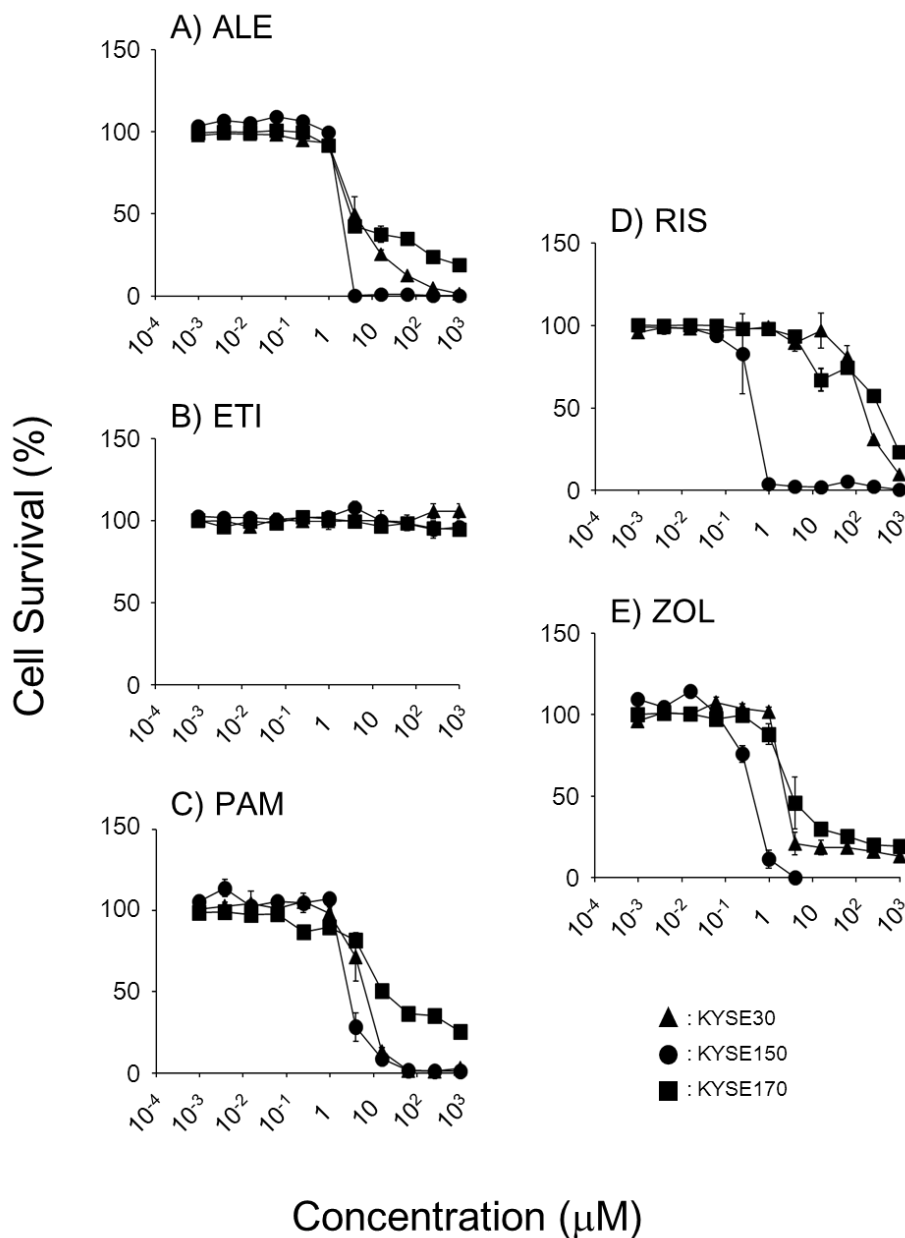 A) ALE
150
100
50
0
10-4 10-3 10-2 10-1 1 10 102 103
B) ETI
150
100
50
0
10-4 10-3 10-2 10-1 1 10 102 103
C) PAM
150
100
50
0
10-4 10-3 10-2 10-1 1 10 102 103
D) RIS
150
100
50
0
10-4 10-3 10-2 10-1 1 10 102 103
E) ZOL
150
100
50
0
10-4 10-3 10-2 10-1 1 10 102 103
: KYSE30
: KYSE150
: KYSE170
Cell Survival (%)
Concentration (μM)